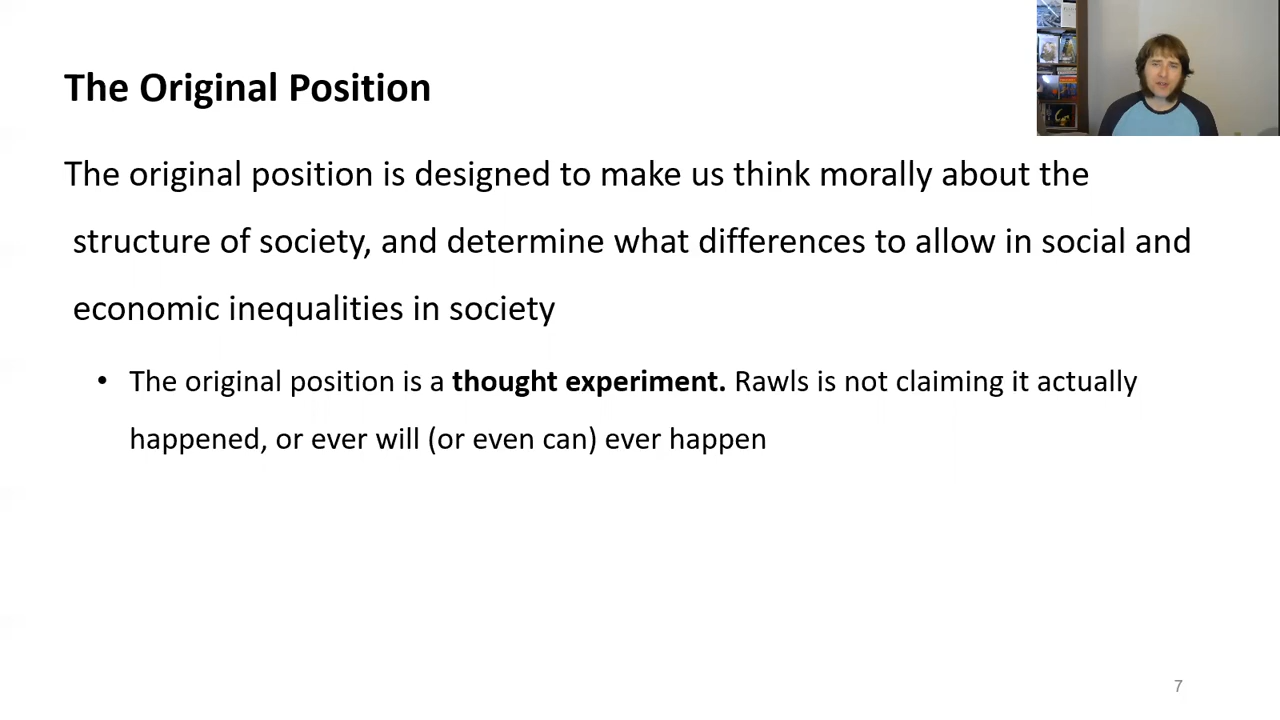 The Original Position
The original position is designed to make us think morally about the
structure of society, and determine what differences to allow in social and
economic inequalities in society
• The original position is a thought experiment. Rawls is not claiming it actually
happened, or ever will (or even can) ever happen
7